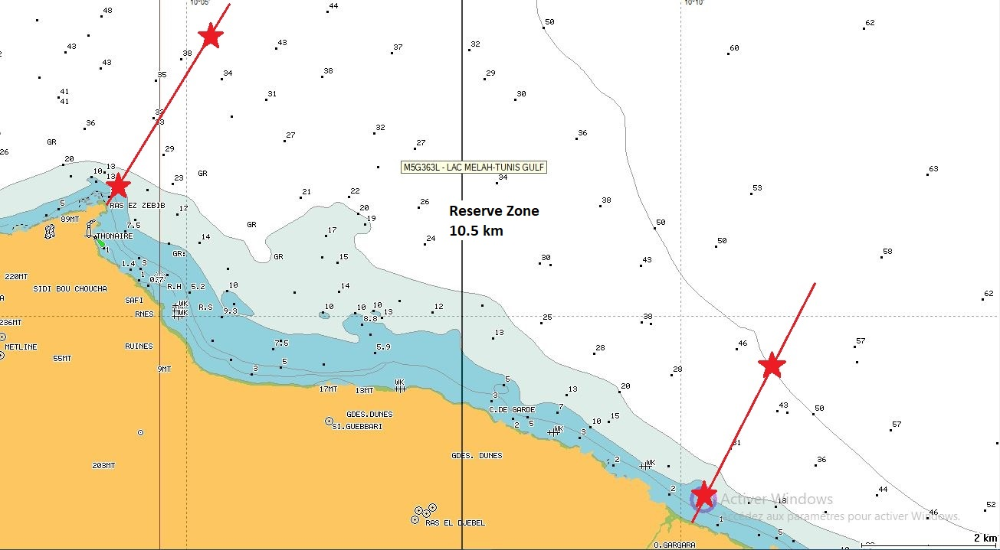 10°05'
10°10'
48
44
50
62
43
43
38
43
37
32
60
35
34
38
29
41
41
31
30
33
33
36
32
36
GR
27
27
26
29
20
13
10
13
GR
23
M5G363L - LAC MELAH-TUNIS GULF
34
63
53
21
22
26
38
5
RAS EZ ZEBIB
17
20
19
Reserve Zone
10.5 km
89MT
7.5
GR
17
50
THONAIRE
14
24
50
1
GR:
GR
15
30
43
58
1.4
3
1
0.7
220MT
SIDI BOU CHOUCHA
R.H
5.2
10
14
62
A
SAFI
WK
R.S
9.3
10
10
10
13
12
RNES
WK
8.8
25
38
236MT
13
METLINE
RUINES
7.5
5.9
28
46
57
55MT
5
9MT
3
28
17MT
13MT
WK
5
20
3
13
43
50
GDES.DUNES
C.DE GARDE
7
SI.GUEBBARI
2
5
WK
10
15
57
3
31
GDES. DUNES
203MT
2
WK
36
2
44
Activer Windows
18
52
Accédez aux paramètres pour activer Windows.
46
RAS EL DJEBEL
1
5
O.GARGARA
10
2 km